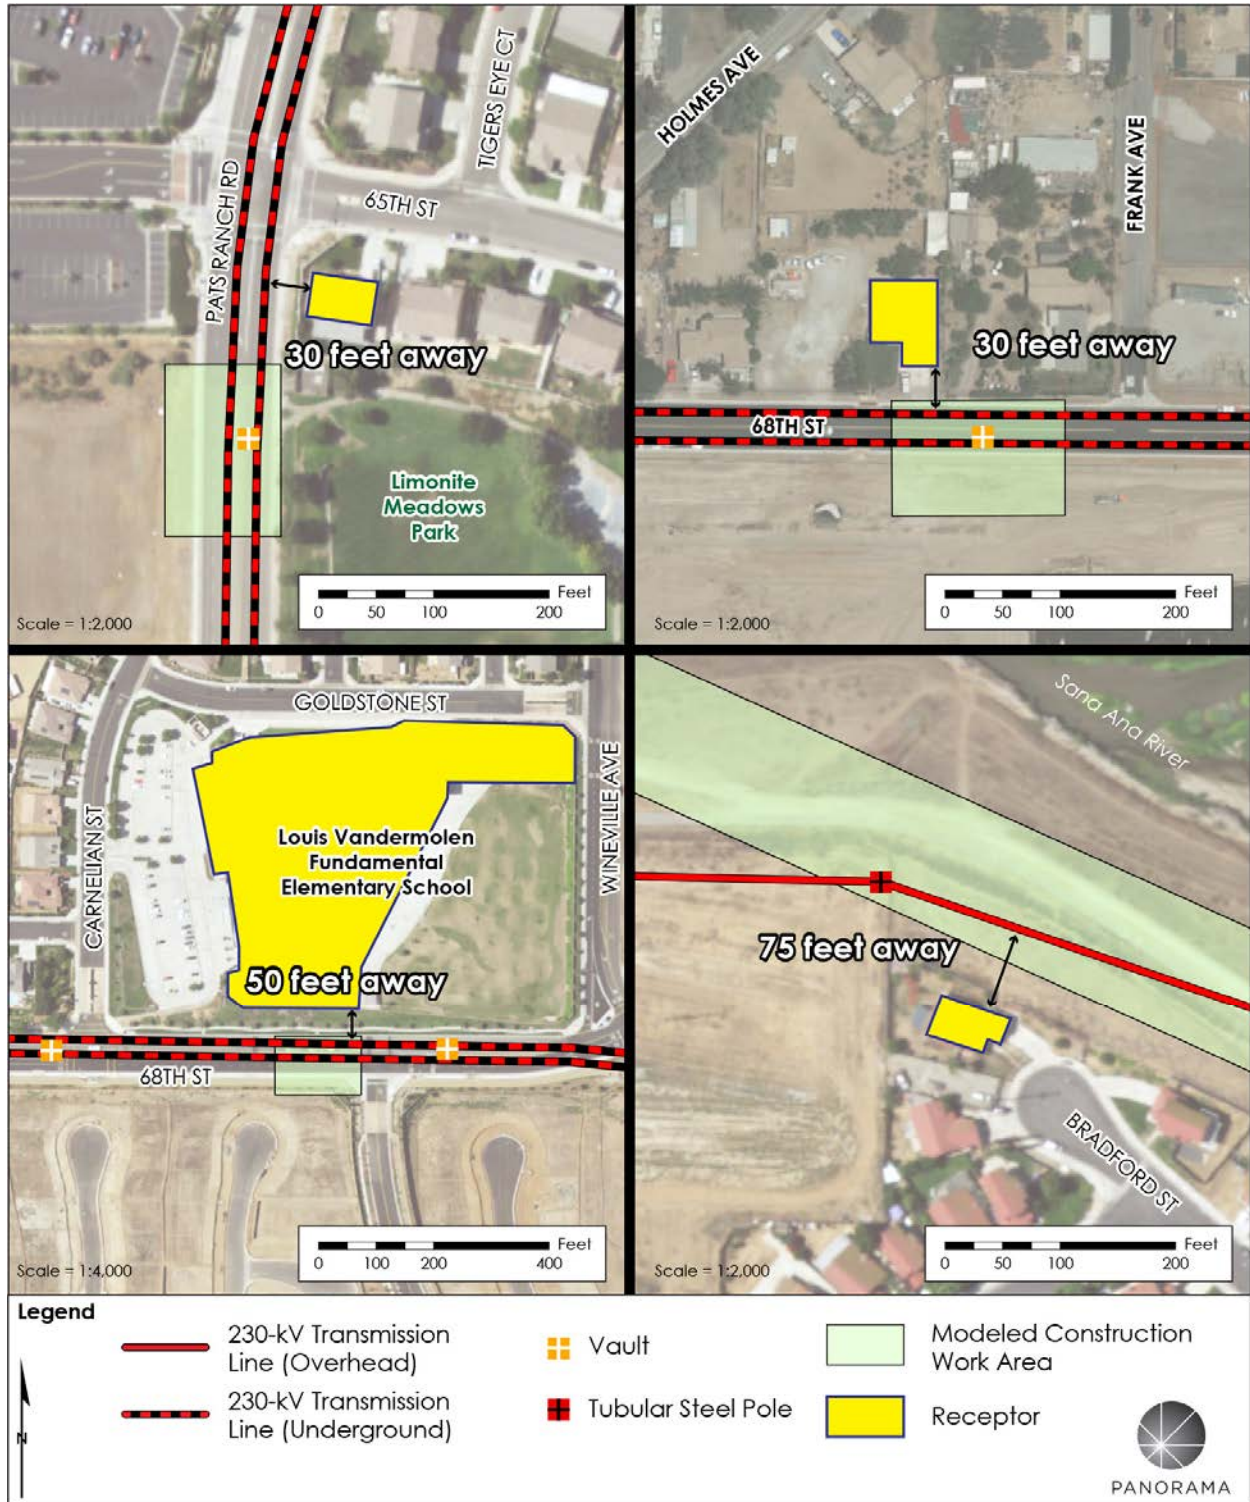 PATS RANCH RD
TIGERS EYE CT
65TH ST
30 feet away
Limonite
Meadows
Park
Feet
0 50 100 200
Scale = 1:2,000
HOLMES AVE
FRANK AVE
30 feet away
68TH ST
Feet
0 50 100 200
Scale = 1:2,000
GOLDSTONE ST
CARNELIAN ST
WINEVILLE AVE
Louis Vandermolen
Fundamental
Elementary School
50 feet away
68TH ST
Feet
0 100 200 400
Scale = 1:4,000
Sana Ana River
75 feet away
BRADFORD ST
Feet
0 50 100 200
Scale = 1:2,000
Legend
N
230-kV Transmission
Line (Overhead)
230-kV Transmission
Line (Underground)
Vault
Tubular Steel Pole
Modeled Construction
Work Area
Receptor
PANORAMA